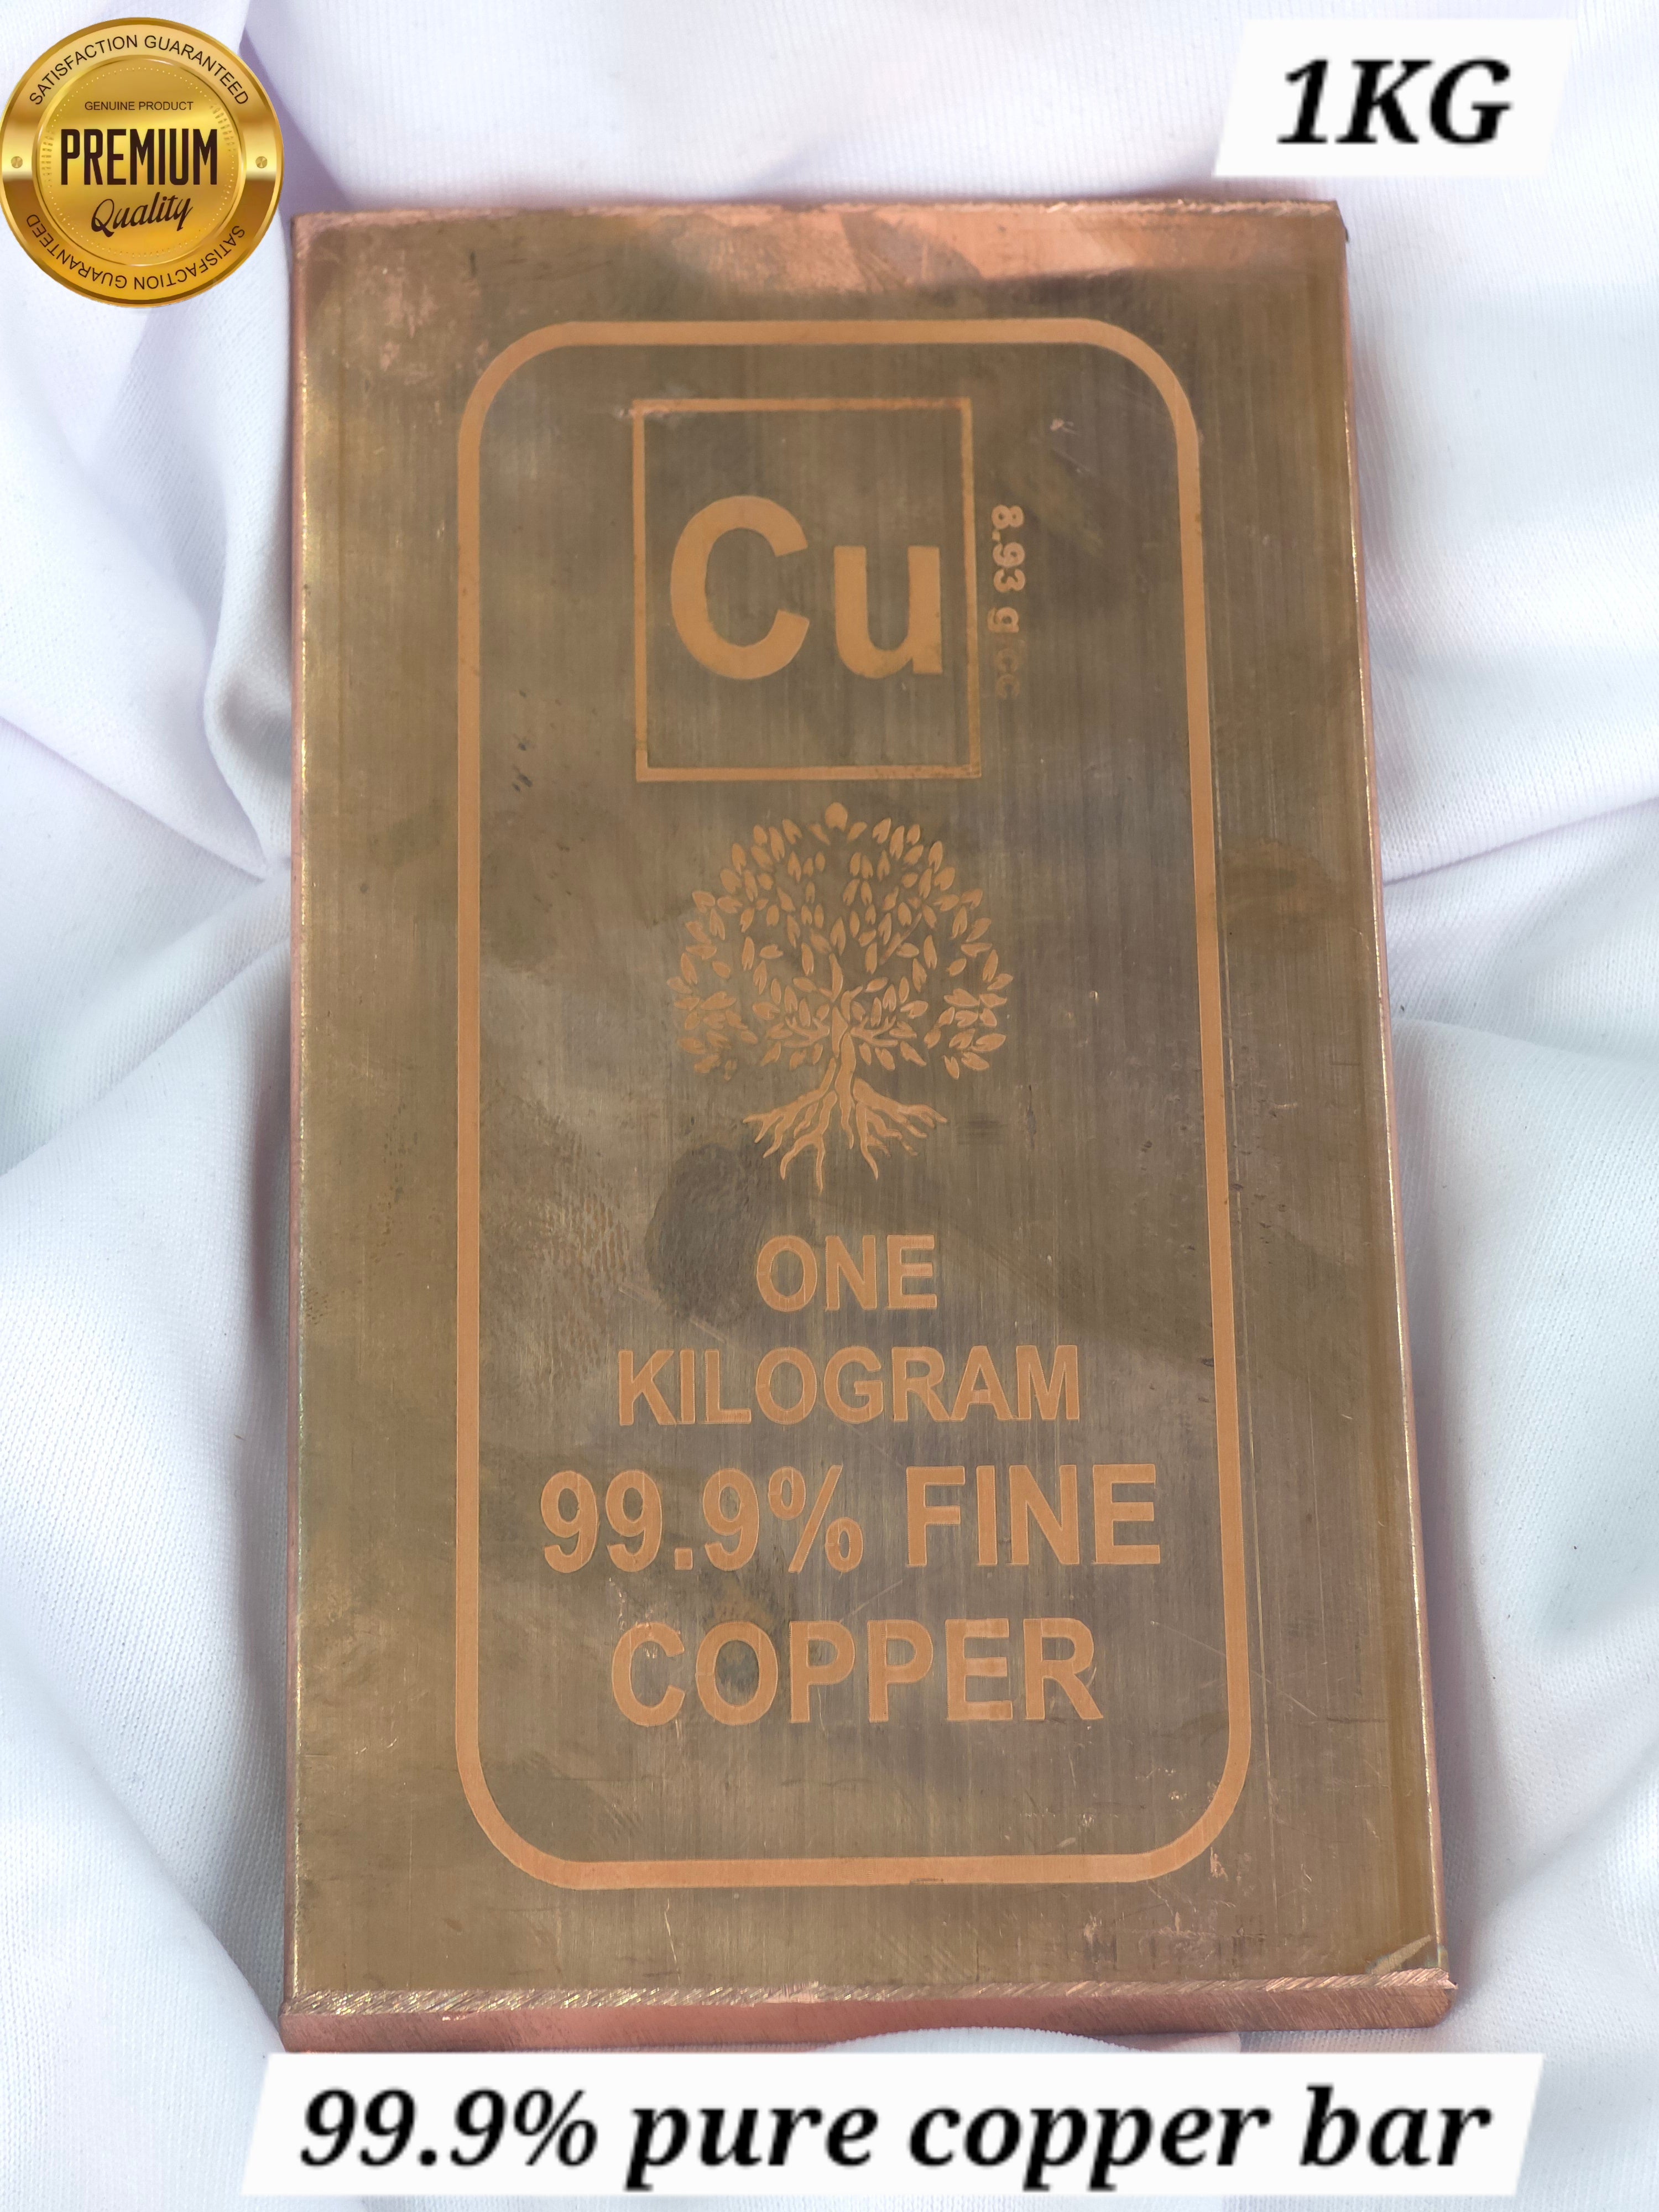 SATISFACTION GUARANTEED
GENUINE PRODUCT
PREMIUM
Quality
SATISFACTION GUARANTEED
1KG
Cu
8.93 g/cc
ONE
KILOGRAM
99.9% FINE
COPPER
99.9% pure copper bar